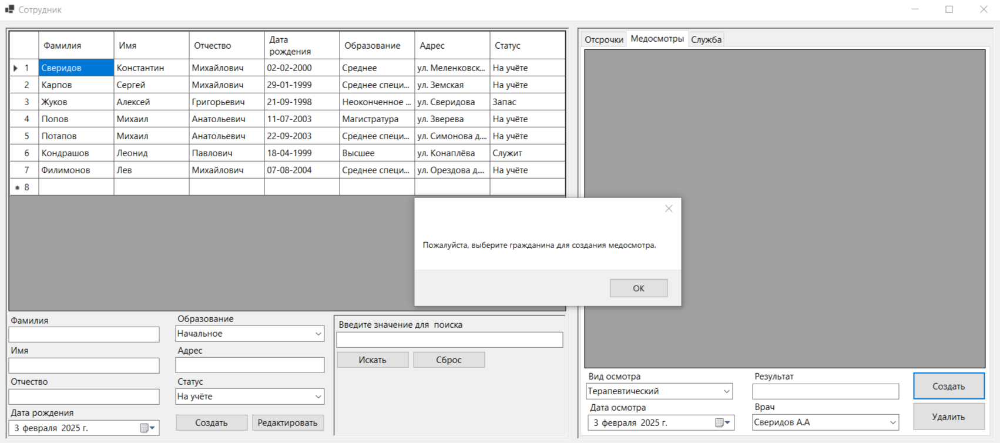 Сотрудник
Фамилия Имя Отчество Дата рождения Образование Адрес Статус
1 Сверидов Константин Михайлович 02-02-2000 Среднее ул. Меленковск... На учёте
2 Карпов Сергей Михайлович 29-01-1999 Среднее специ... ул. Земская На учёте
3 Жуков Алексей Григорьевич 21-09-1998 Неоконченное ... ул. Сверидова Запас
4 Попов Михаил Анатольевич 11-07-2003 Магистратура ул. Зверева На учёте
5 Потапов Михаил Анатольевич 22-09-2003 Среднее специ... ул. Симонова д.... На учёте
6 Кондрашов Леонид Павлович 18-04-1999 Высшее ул. Конаплёва Служит
7 Филимонов Лев Михайлович 07-08-2004 Среднее специ... ул. Орездова д.... На учёте
8
Фамилия
Имя
Отчество
Дата рождения
3 февраля 2025 г.
Образование
Начальное
Адрес
Статус
На учёте
Создать Редактировать
Введите значение для поиска
Искать Сброс
Отсрочки Медосмотры Служба
Пожалуйста, выберите гражданина для создания медосмотра.
ОК
Вид осмотра
Терапевтический
Дата осмотра
3 февраля 2025 г.
Результат
Врач
Сверидов А.А
Создать
Удалить